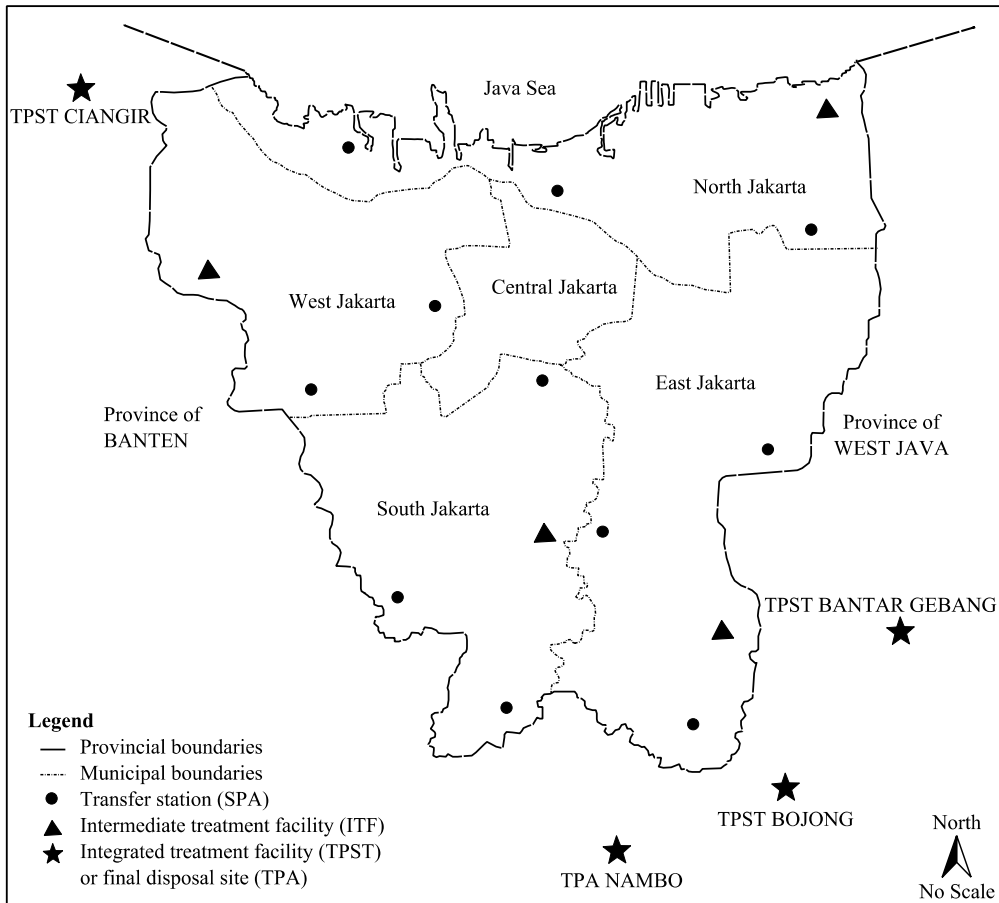 Java Sea
TPST CIANGIR
North Jakarta
Central Jakarta
West Jakarta
East Jakarta
Province of
BANTEN
Province of
WEST JAVA
South Jakarta
TPST BANTAR GEBANG
Legend
Provincial boundaries
Municipal boundaries
Transfer station (SPA)
Intermediate treatment facility (ITF)
Integrated treatment facility (TPST)
or final disposal site (TPA)
TPST BOJONG
TPA NAMBO
North
No Scale